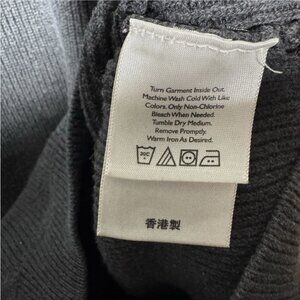 Turn Garment Inside Out.
Machine Wash Cold With Like
Colors. Only Non-Chlorine
Bleach When Needed.
Tumble Dry Medium.
Remove Promptly.
Warm Iron As Desired.
30C
香港製